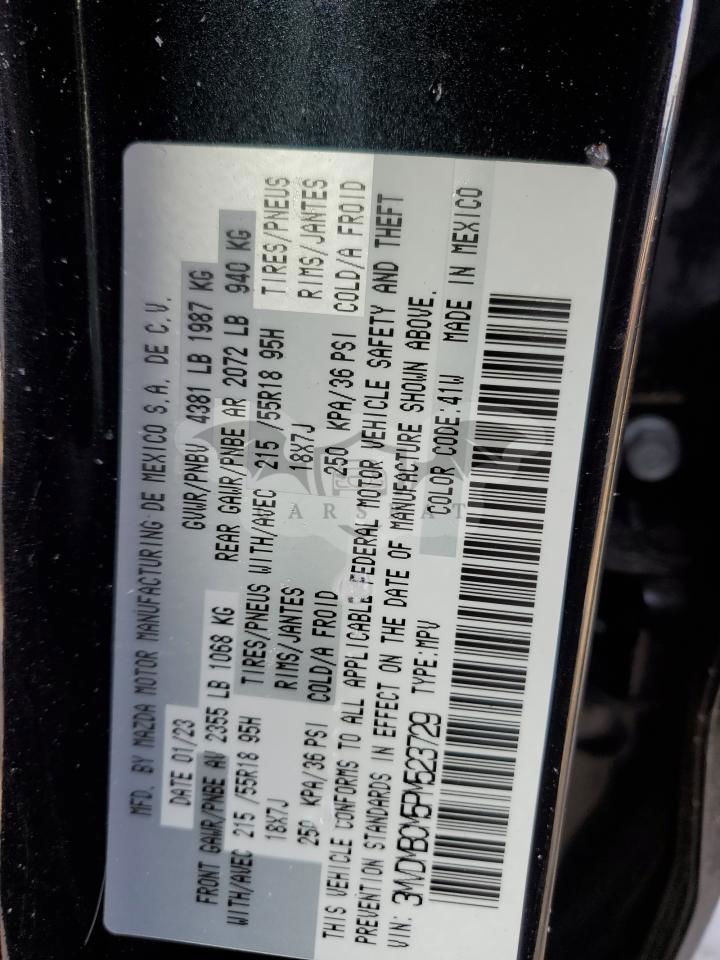 MFD. BY MAZDA MOTOR MANUFACTURING DE MEXICO S.A. DE C.V.
DATE 01/23 GVWR/PNBV 4381 LB 1987 KG
FRONT GAWR/PNBE AV 2355 LB 1068 KG REAR GAWR/PNBE AR 2072 LB 940 KG
WITH/AVEC 215 /55R18 95H TIRES/PNEUS WITH/AVEC 215 /55R18 95H TIRES/PNEUS
18X7J RIMS/JANTES 18X7J RIMS/JANTES
250 KPA/36 PSI COLD/A FROID 250 KPA/36 PSI COLD/A FROID
THIS VEHICLE CONFORMS TO ALL APPLICABLE FEDERAL MOTOR VEHICLE SAFETY AND THEFT
PREVENTION STANDARDS IN EFFECT ON THE DATE OF MANUFACTURE SHOWN ABOVE.
VIN: 3MVDMBCM5PM523729 TYPE:MPV COLOR CODE:41W MADE IN MEXICO